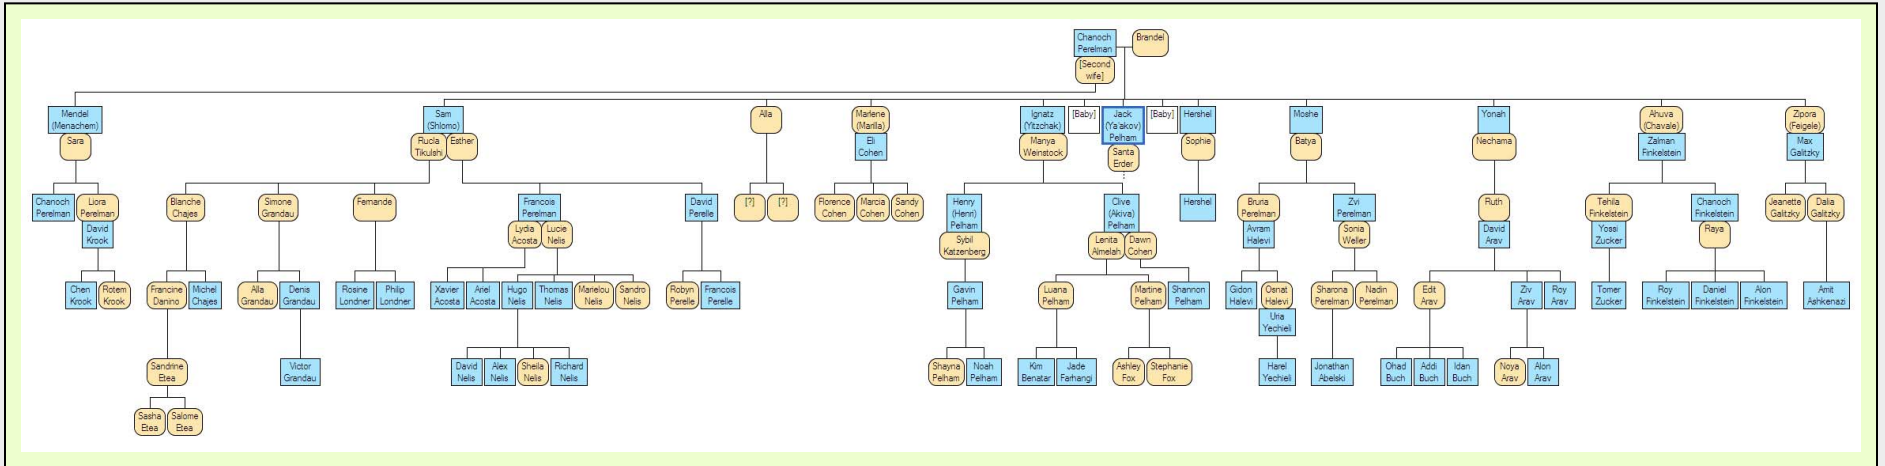 Chanoch
Perelman
Brandel
[Second
wife]
Mendel
(Menachem)
Sara
Sam
(Shlomo)
Rucla
Tikulshi
Esther
Alla
Marlene
(Marilla)
Eli
Cohen
Ignatz
(Yitzchak)
Manya
Weinstock
[Baby]
Jack
(Ya'akov)
Pelham
Santa
Erder
[Baby]
Hershel
Sophie
Moshe
Batya
Yonah
Nechama
Ahuva
(Chavale)
Zalman
Finkelstein
Zipora
(Feigele)
Max
Galitzky
Chanoch
Perelman
Liora
Perelman
David
Krook
Blanche
Chajes
Simone
Grandau
Fernande
Francois
Perelman
Lydia
Acosta
Lucie
Nelis
David
Perelle
[?]
[?]
Florence
Cohen
Marcia
Cohen
Sandy
Cohen
Henry
(Henri)
Pelham
Sybil
Katzenberg
Clive
(Akiva)
Pelham
Lenita
Almelah
Dawn
Cohen
Hershel
Bruria
Perelman
Avram
Halevi
Zvi
Perelman
Sonia
Weller
Ruth
David
Arav
Tehila
Finkelstein
Yossi
Zucker
Chanoch
Finkelstein
Raya
Jeanette
Galitzky
Dalia
Galitzky
Chen
Krook
Rotem
Krook
Francine
Danino
Michel
Chajes
Alla
Grandau
Denis
Grandau
Rosine
Londner
Philip
Londner
Xavier
Acosta
Ariel
Acosta
Hugo
Nelis
Thomas
Nelis
Marielou
Nelis
Sandro
Nelis
Robyn
Perelle
Francois
Perelle
Gavin
Pelham
Luana
Pelham
Martine
Pelham
Shannon
Pelham
Gidon
Halevi
Osnat
Halevi
Uria
Yechieli
Sharona
Perelman
Nadin
Perelman
Edit
Arav
Ziv
Arav
Roy
Arav
Tomer
Zucker
Roy
Finkelstein
Daniel
Finkelstein
Alon
Finkelstein
Amit
Ashkenazi
Sandrine
Etea
Victor
Grandau
David
Nelis
Alex
Nelis
Sheila
Nelis
Richard
Nelis
Shayna
Pelham
Noah
Pelham
Kim
Benatar
Jade
Farhangi
Ashley
Fox
Stephanie
Fox
Harel
Yechieli
Jonathan
Abelski
Ohad
Buch
Addi
Buch
Idan
Buch
Noya
Arav
Alon
Arav
Sasha
Etea
Salome
Etea